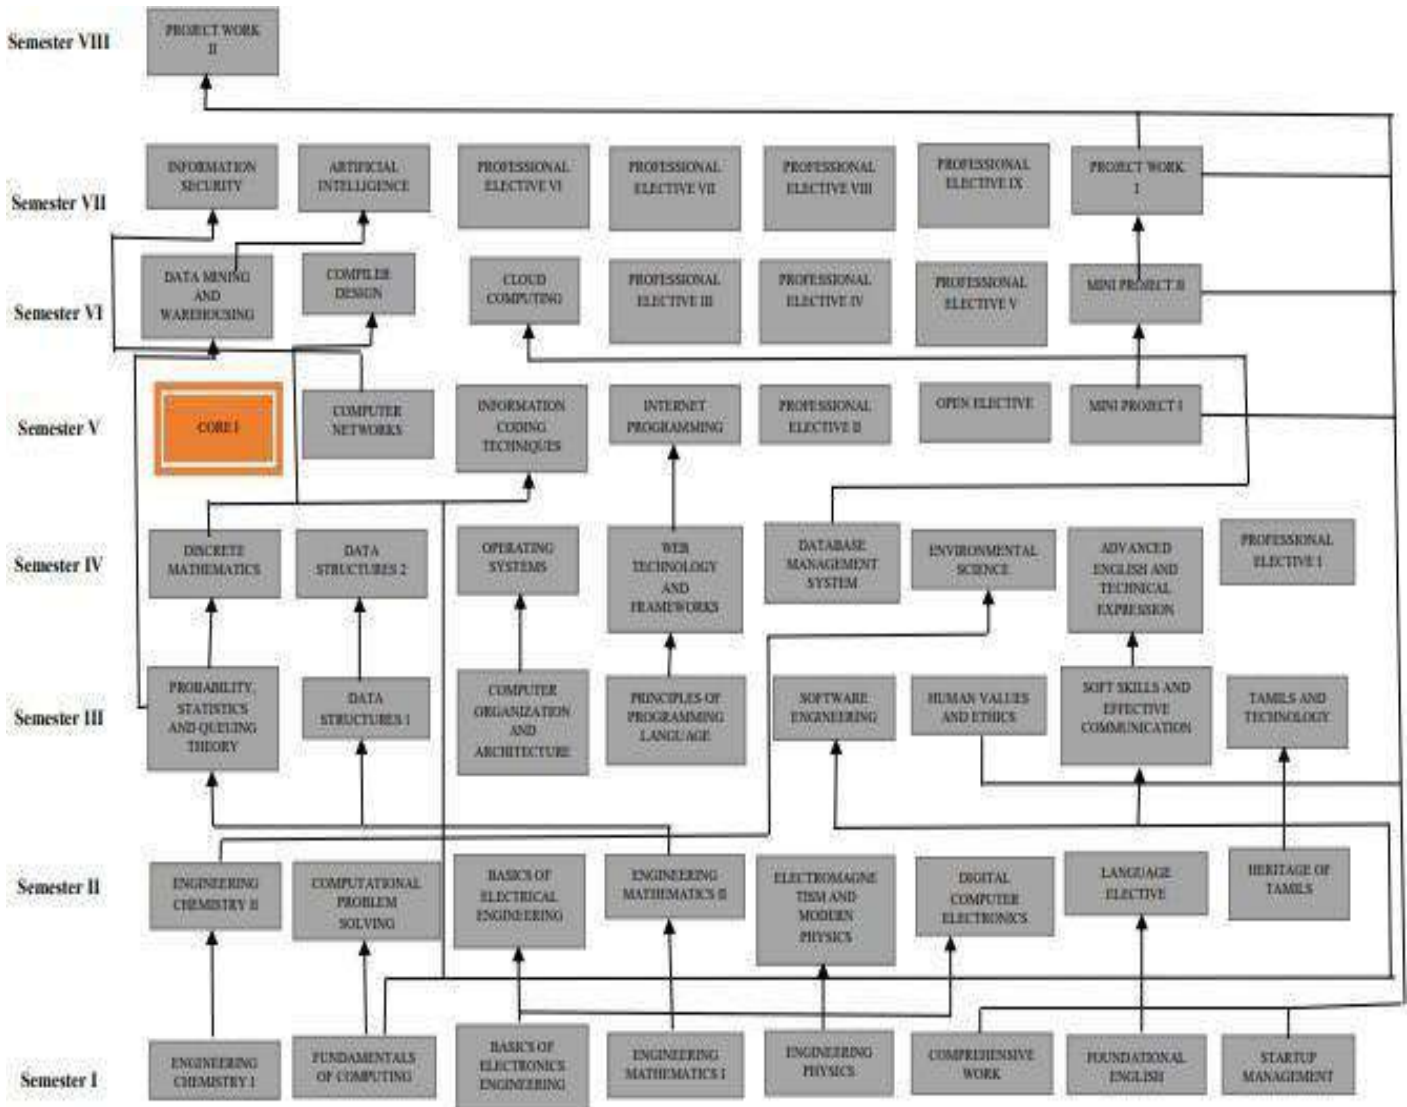 Semester VIII
PROJECT WORK
II
Semester VII
INFORMATION
SECURITY
ARTIFICIAL
INTELLIGENCE
PROFESSIONAL
ELECTIVE VI
PROFESSIONAL
ELECTIVE VII
PROFESSIONAL
ELECTIVE VIII
PROFESSIONAL
ELECTIVE IX
PROJECT WORK
I
Semester VI
DATA MINING
AND
WAREHOUSING
COMPILER
DESIGN
CLOUD
COMPUTING
PROFESSIONAL
ELECTIVE III
PROFESSIONAL
ELECTIVE IV
PROFESSIONAL
ELECTIVE V
MINI PROJECT II
Semester V
CORE I
COMPUTER
NETWORKS
INFORMATION
CODING
TECHNIQUES
INTERNET
PROGRAMMING
PROFESSIONAL
ELECTIVE II
OPEN ELECTIVE
MINI PROJECT I
Semester IV
DISCRETE
MATHEMATICS
DATA
STRUCTURES 2
OPERATING
SYSTEMS
WEB
TECHNOLOGY
AND
FRAMEWORKS
DATABASE
MANAGEMENT
SYSTEM
ENVIRONMENTAL
SCIENCE
ADVANCED
ENGLISH AND
TECHNICAL
EXPRESSION
PROFESSIONAL
ELECTIVE I
Semester III
PROBABILITY,
STATISTICS
AND QUEUING
THEORY
DATA
STRUCTURES 1
COMPUTER
ORGANIZATION
AND
ARCHITECTURE
PRINCIPLES OF
PROGRAMMING
LANGUAGE
SOFTWARE
ENGINEERING
HUMAN VALUES
AND ETHICS
SOFT SKILLS AND
EFFECTIVE
COMMUNICATION
TAMILS AND
TECHNOLOGY
Semester II
ENGINEERING
CHEMISTRY II
COMPUTATIONAL
PROBLEM
SOLVING
BASICS OF
ELECTRICAL
ENGINEERING
ENGINEERING
MATHEMATICS II
ELECTROMAGNE
TISM AND
MODERN
PHYSICS
DIGITAL
COMPUTER
ELECTRONICS
LANGUAGE
ELECTIVE
HERITAGE OF
TAMILS
Semester I
ENGINEERING
CHEMISTRY I
FUNDAMENTALS
OF COMPUTING
BASICS OF
ELECTRONICS
ENGINEERING
ENGINEERING
MATHEMATICS I
ENGINEERING
PHYSICS
COMPREHENSIVE
WORK
FOUNDATIONAL
ENGLISH
STARTUP
MANAGEMENT